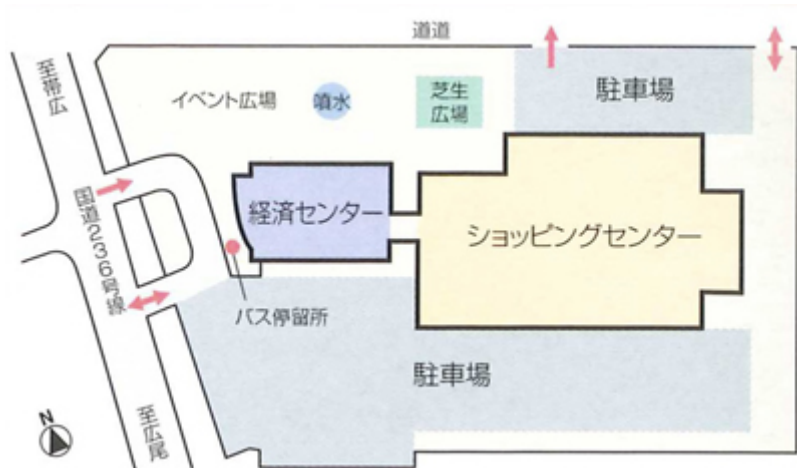 道道
至帯広
イベント広場
噴水
芝生
広場
駐車場
国道236号線
経済センター
ショッピングセンター
バス停留所
駐車場
至広尾
N